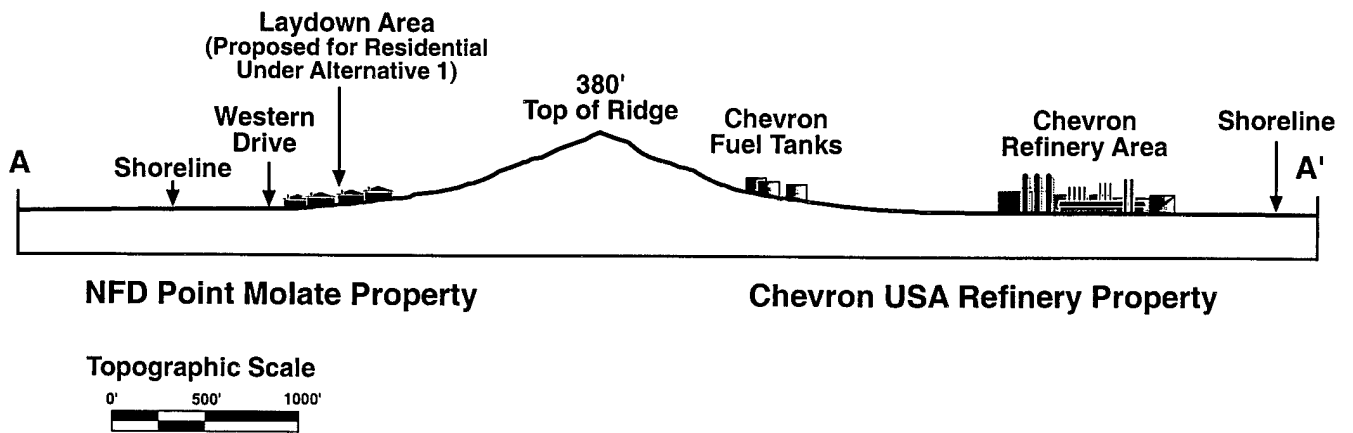 Laydown Area
(Proposed for Residential
Under Alternative 1)
380'
Top of Ridge
Western
Drive
Chevron
Fuel Tanks
Chevron
Refinery Area
Shoreline
A
Shoreline
A'
NFD Point Molate Property
Chevron USA Refinery Property
Topographic Scale
0' 500' 1000'